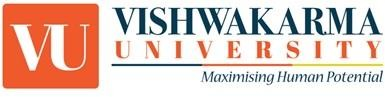 VU
VISHWAKARMA
UNIVERSITY
Maximising Human Potential